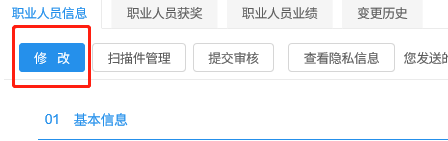 职业人员信息 职业人员获奖 职业人员业绩 变更历史
修 改 扫描件管理 提交审核 查看隐私信息 您发送的
01 基本信息